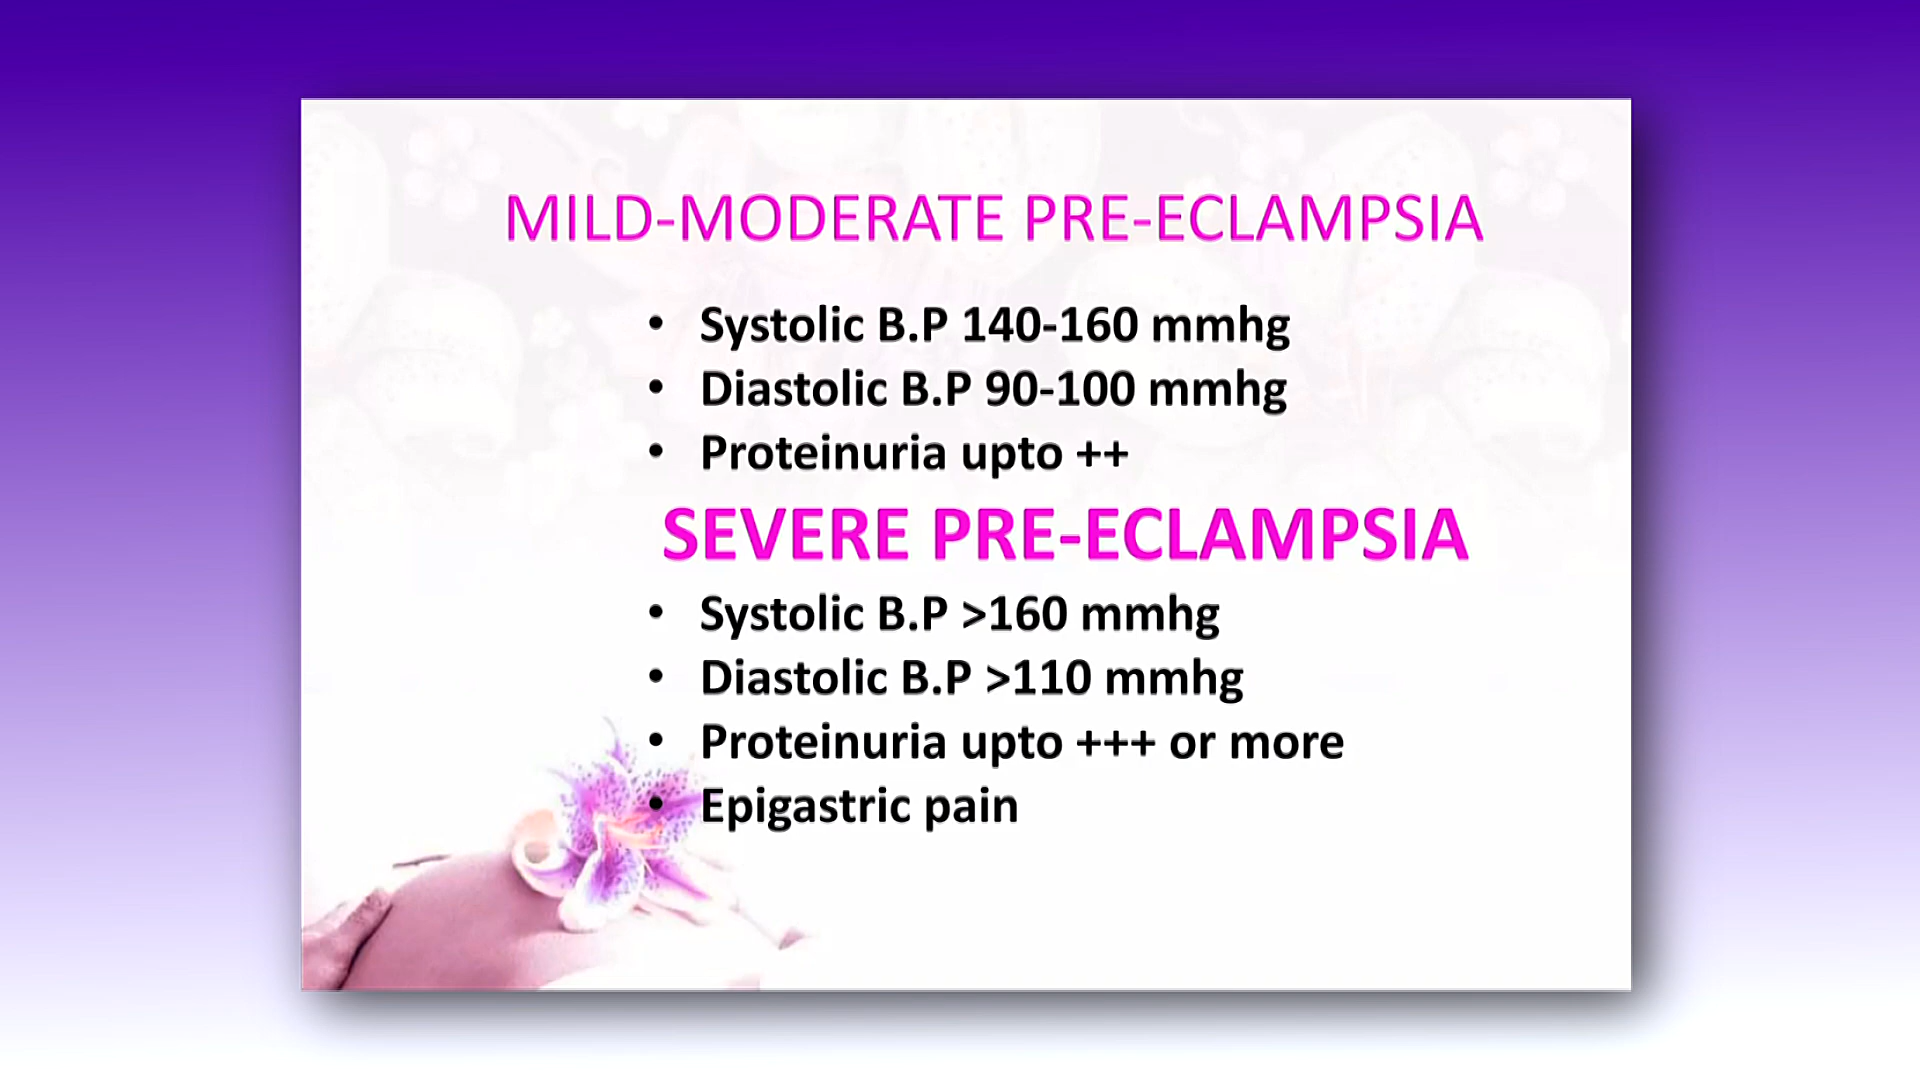 MILD-MODERATE PRE-ECLAMPSIA
• Systolic B.P 140-160 mmhg
• Diastolic B.P 90-100 mmhg
• Proteinuria upto ++
SEVERE PRE-ECLAMPSIA
• Systolic B.P >160 mmhg
• Diastolic B.P >110 mmhg
• Proteinuria upto +++ or more
• Epigastric pain